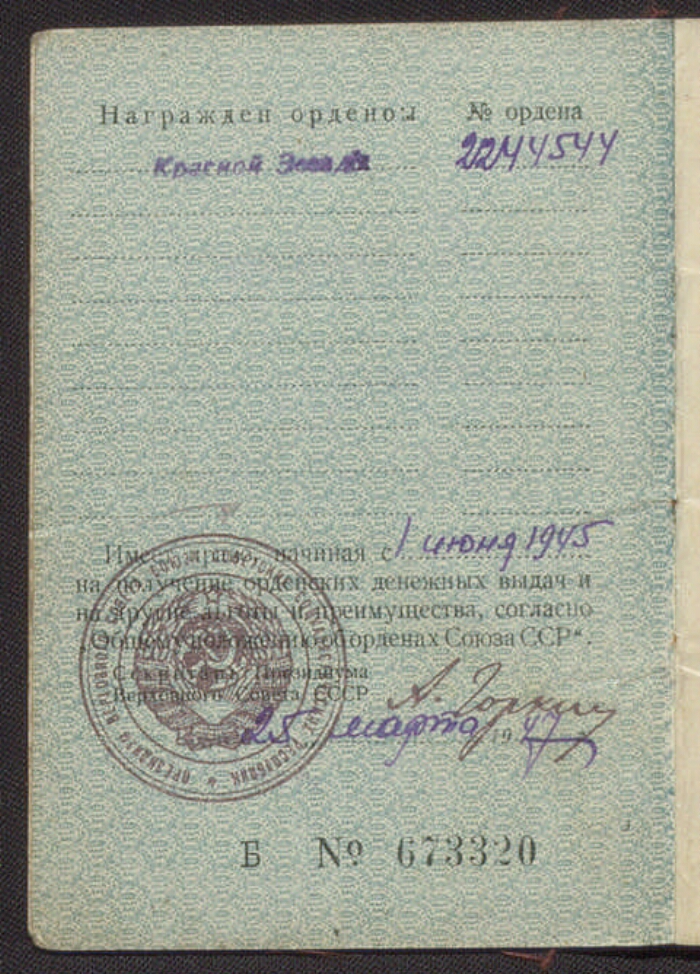 Награжден орденом № ордена
Красной Звезды 2244544
Имеет право, начиная с 1 июня 1945
на получение орденских денежных выдач и
на другие льготы и преимущества, согласно
„Общему положению об орденах Союза ССР“.
Секретарь Президиума
Верховного Совета СССР А. Горкин
25 марта 1947
Б № 673320